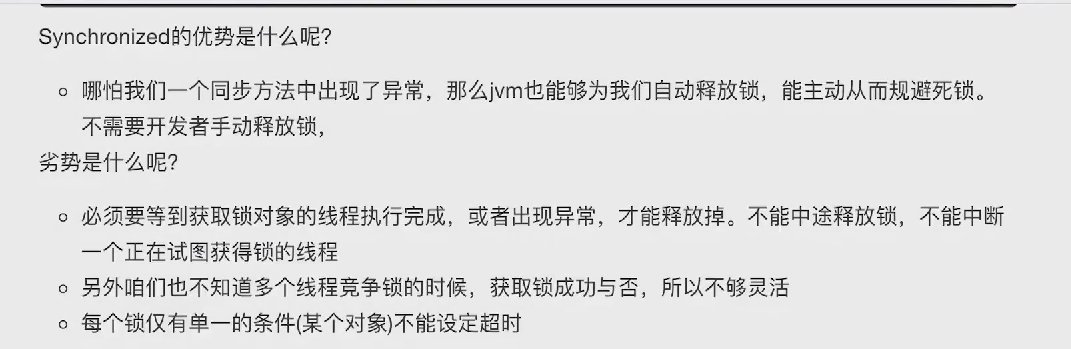 Synchronized的优势是什么呢?
哪怕我们一个同步方法中出现了异常，那么jvm也能够为我们自动释放锁，能主动从而规避死锁。
不需要开发者手动释放锁，
劣势是什么呢?
必须要等到获取锁对象的线程执行完成，或者出现异常，才能释放掉。不能中途释放锁，不能中断
一个正在试图获得锁的线程
另外咱们也不知道多个线程竞争锁的时候，获取锁成功与否，所以不够灵活
每个锁仅有单一的条件(某个对象)不能设定超时